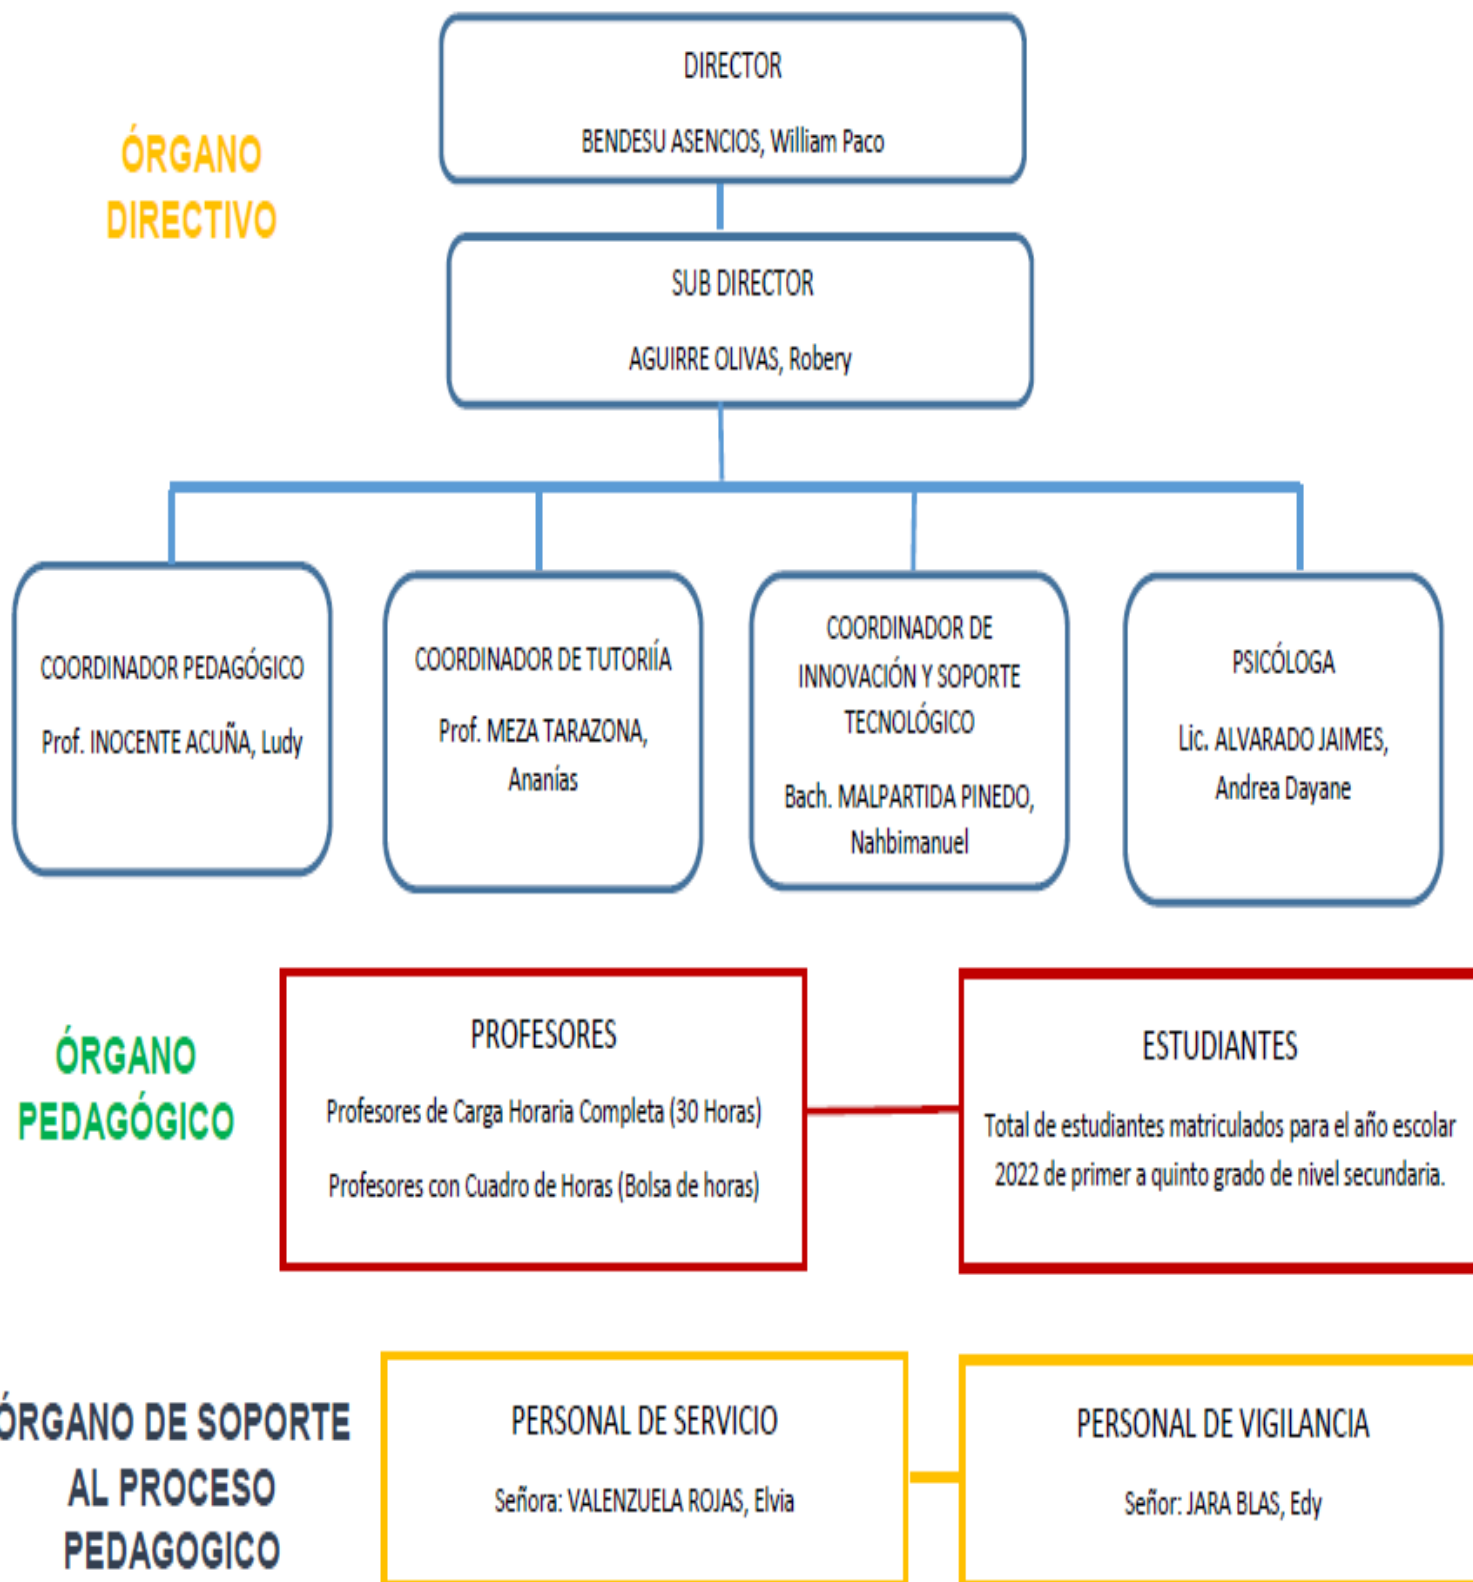 DIRECTOR
BENDESU ASENCIOS, William Paco
ÓRGANO
DIRECTIVO
SUB DIRECTOR
AGUIRRE OLIVAS, Robery
COORDINADOR PEDAGÓGICO
Prof. INOCENTE ACUÑA, Ludy
COORDINADOR DE TUTORIÍA
Prof. MEZA TARAZONA,
Ananías
COORDINADOR DE
INNOVACIÓN Y SOPORTE
TECNOLÓGICO
Bach. MALPARTIDA PINEDO,
Nahbimanuel
PSICÓLOGA
Lic. ALVARADO JAIMES,
Andrea Dayane
ÓRGANO
PEDAGÓGICO
PROFESORES
Profesores de Carga Horaria Completa (30 Horas)
Profesores con Cuadro de Horas (Bolsa de horas)
ESTUDIANTES
Total de estudiantes matriculados para el año escolar
2022 de primer a quinto grado de nivel secundaria.
ÓRGANO DE SOPORTE
AL PROCESO
PEDAGOGICO
PERSONAL DE SERVICIO
Señora: VALENZUELA ROJAS, Elvia
PERSONAL DE VIGILANCIA
Señor: JARA BLAS, Edy